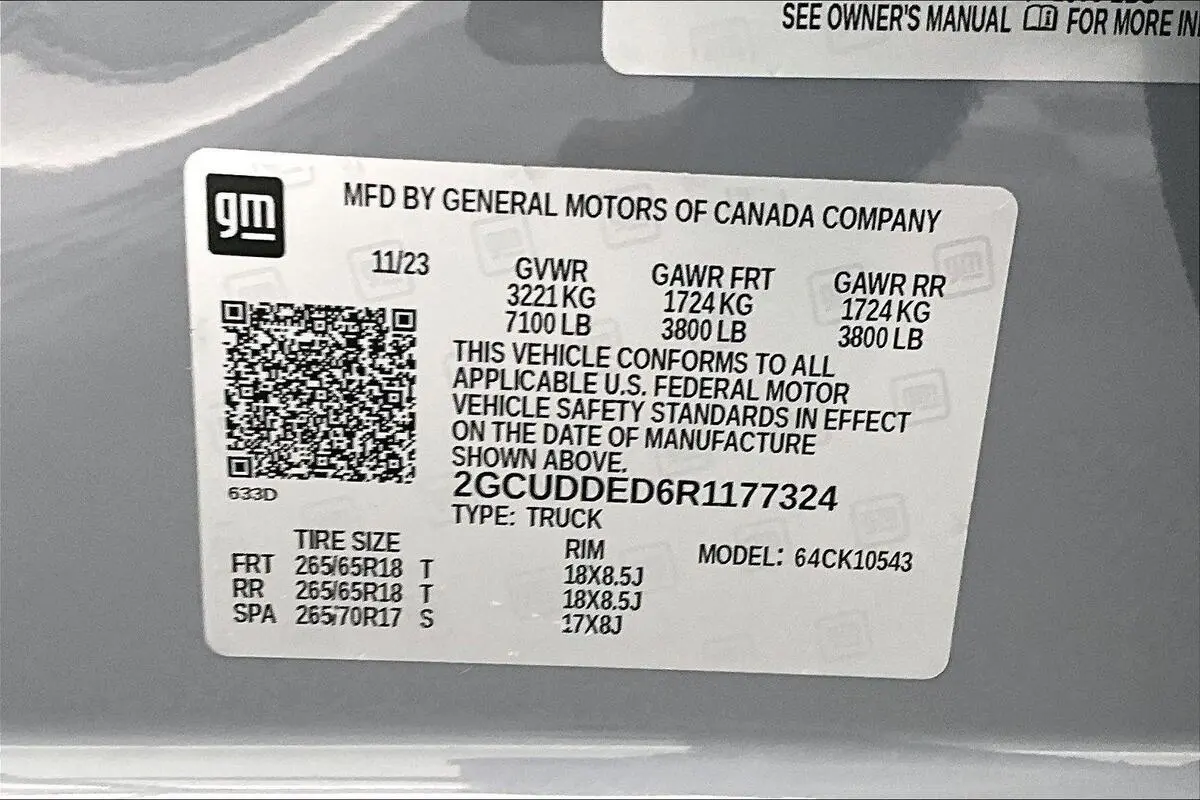 SEE OWNER'S MANUAL FOR MORE
gm
MFD BY GENERAL MOTORS OF CANADA COMPANY
11/23 GVWR GAWR FRT GAWR RR
3221 KG 1724 KG 1724 KG
7100 LB 3800 LB 3800 LB
THIS VEHICLE CONFORMS TO ALL
APPLICABLE U.S. FEDERAL MOTOR
VEHICLE SAFETY STANDARDS IN EFFECT
ON THE DATE OF MANUFACTURE
SHOWN ABOVE.
633D
2GCUDDED6R1177324
TYPE: TRUCK
TIRE SIZE RIM MODEL: 64CK10543
FRT 265/65R18 T 18X8.5J
RR 265/65R18 T 18X8.5J
SPA 265/70R17 S 17X8J